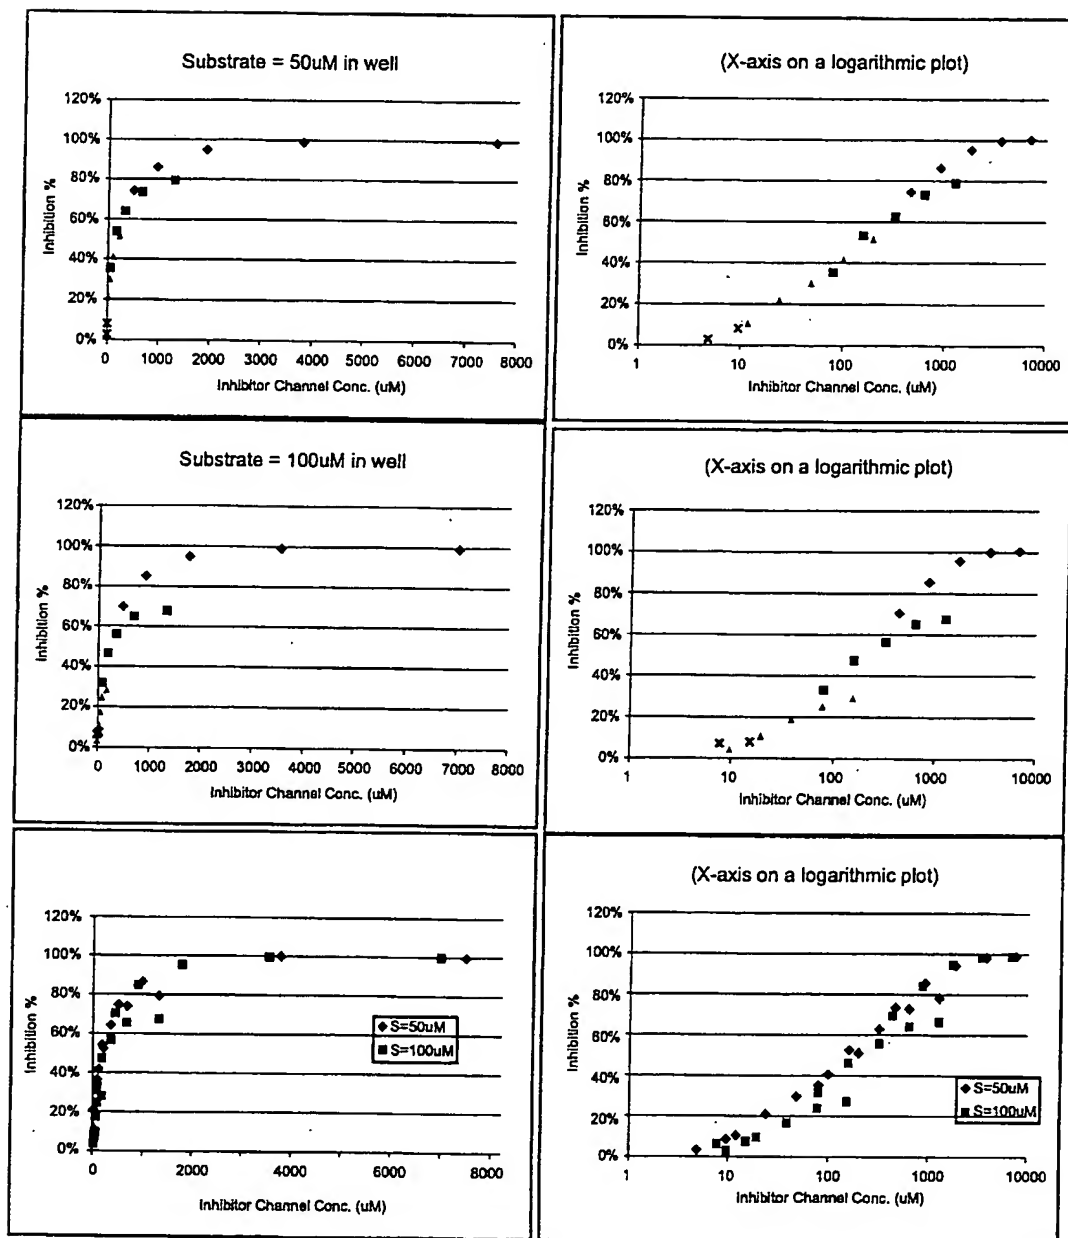 Substrate = 50uM in well
120%
100%
80%
60%
40%
20%
0%
Inhibition %
0 1000 2000 3000 4000 5000 6000 7000 8000
Inhibitor Channel Conc. (uM)
(X-axis on a logarithmic plot)
120%
100%
80%
60%
40%
20%
0%
Inhibition %
1 10 100 1000 10000
Inhibitor Channel Conc. (uM)
Substrate = 100uM in well
120%
100%
80%
60%
40%
20%
0%
Inhibition %
0 1000 2000 3000 4000 5000 6000 7000 8000
Inhibitor Channel Conc. (uM)
(X-axis on a logarithmic plot)
120%
100%
80%
60%
40%
20%
0%
Inhibition %
1 10 100 1000 10000
Inhibitor Channel Conc. (uM)
120%
100%
80%
60%
40%
20%
0%
Inhibition %
S=50uM
S=100uM
0 2000 4000 6000 8000
Inhibitor Channel Conc. (uM)
(X-axis on a logarithmic plot)
120%
100%
80%
60%
40%
20%
0%
Inhibition %
S=50uM
S=100uM
1 10 100 1000 10000
Inhibitor Channel Conc. (uM)